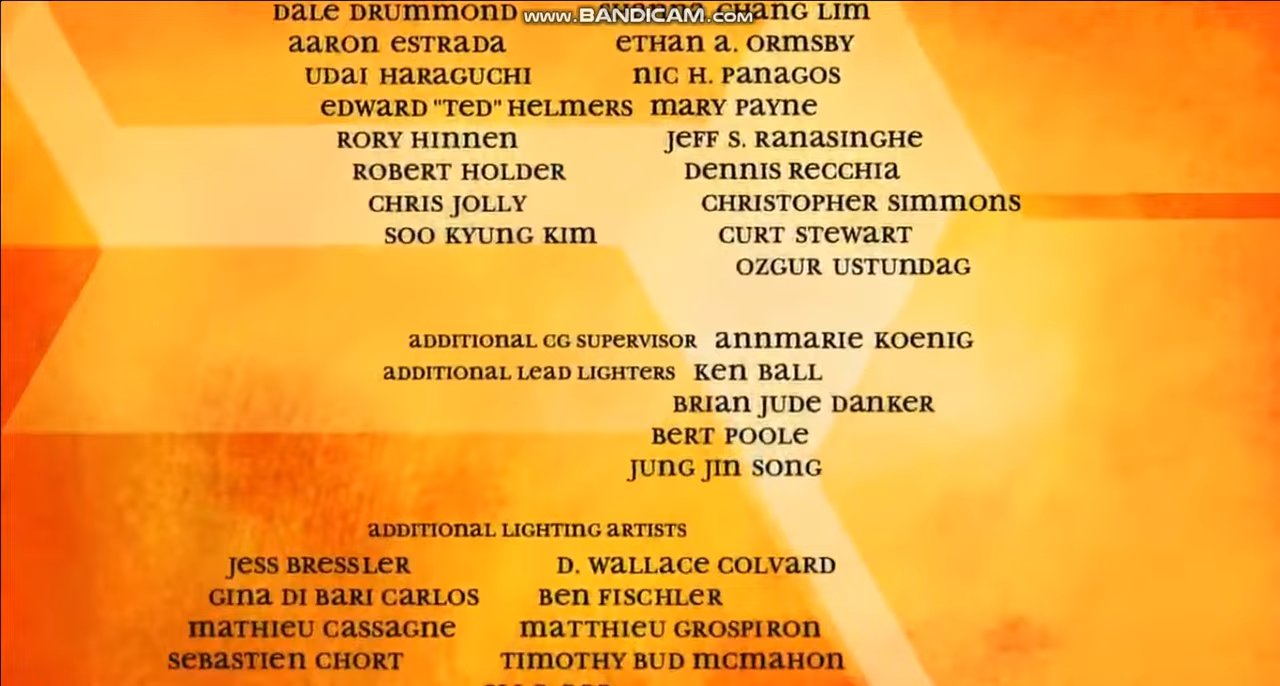 www.BANDICAM.com
DALE DRUMMOND CHANG LIM
AARON ESTRADA ETHAN A. ORMSBY
UDAI HARAGUCHI NIC H. PANAGOS
EDWARD "TED" HELMERS MARY PAYNE
RORY HINNEN JEFF S. RANASINGHE
ROBERT HOLDER DENNIS RECCHIA
CHRIS JOLLY CHRISTOPHER SIMMONS
SOO KYUNG KIM CURT STEWART
OZGUR USTUNDAG
ADDITIONAL CG SUPERVISOR ANNMARIE KOENIG
ADDITIONAL LEAD LIGHTERS KEN BALL
BRIAN JUDE DANKER
BERT POOLE
JUNG JIN SONG
ADDITIONAL LIGHTING ARTISTS
JESS BRESSLER D. WALLACE COLVARD
GINA DI BARI CARLOS BEN FISCHLER
MATHIEU CASSAGNE MATTHIEU GROSPIRON
SEBASTIEN CHORT TIMOTHY BUD MCMAHON